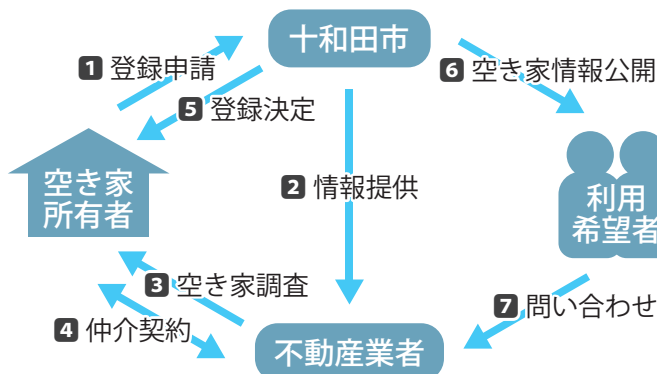 十和田市
1 登録申請
6 空き家情報公開
5 登録決定
空き家
所有者
2 情報提供
利用
希望者
3 空き家調査
7 問い合わせ
4 仲介契約
不動産業者